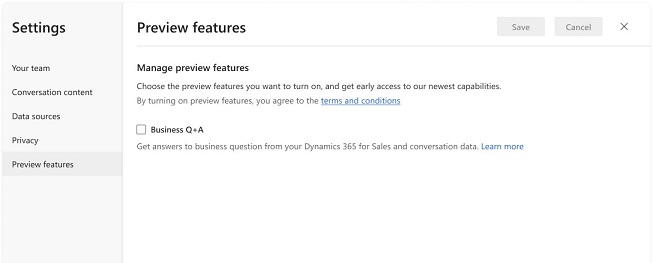 Settings
Your team
Conversation content
Data sources
Privacy
Preview features
Preview features
Save
Cancel
Manage preview features
Choose the preview features you want to turn on, and get early access to our newest capabilities.
By turning on preview features, you agree to the terms and conditions
Business Q+A
Get answers to business question from your Dynamics 365 for Sales and conversation data. Learn more